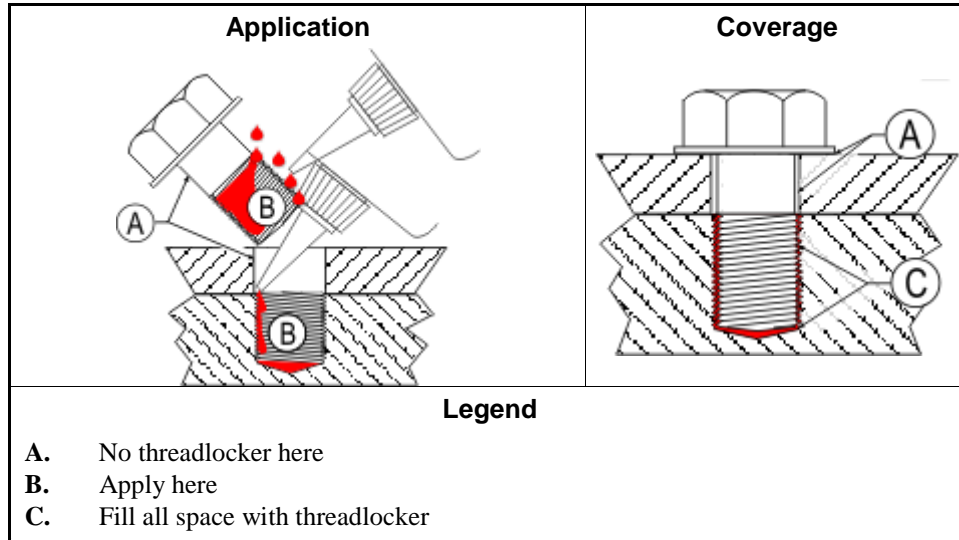 Application
Coverage
A
B
B
A
C
Legend
A. No threadlocker here
B. Apply here
C. Fill all space with threadlocker